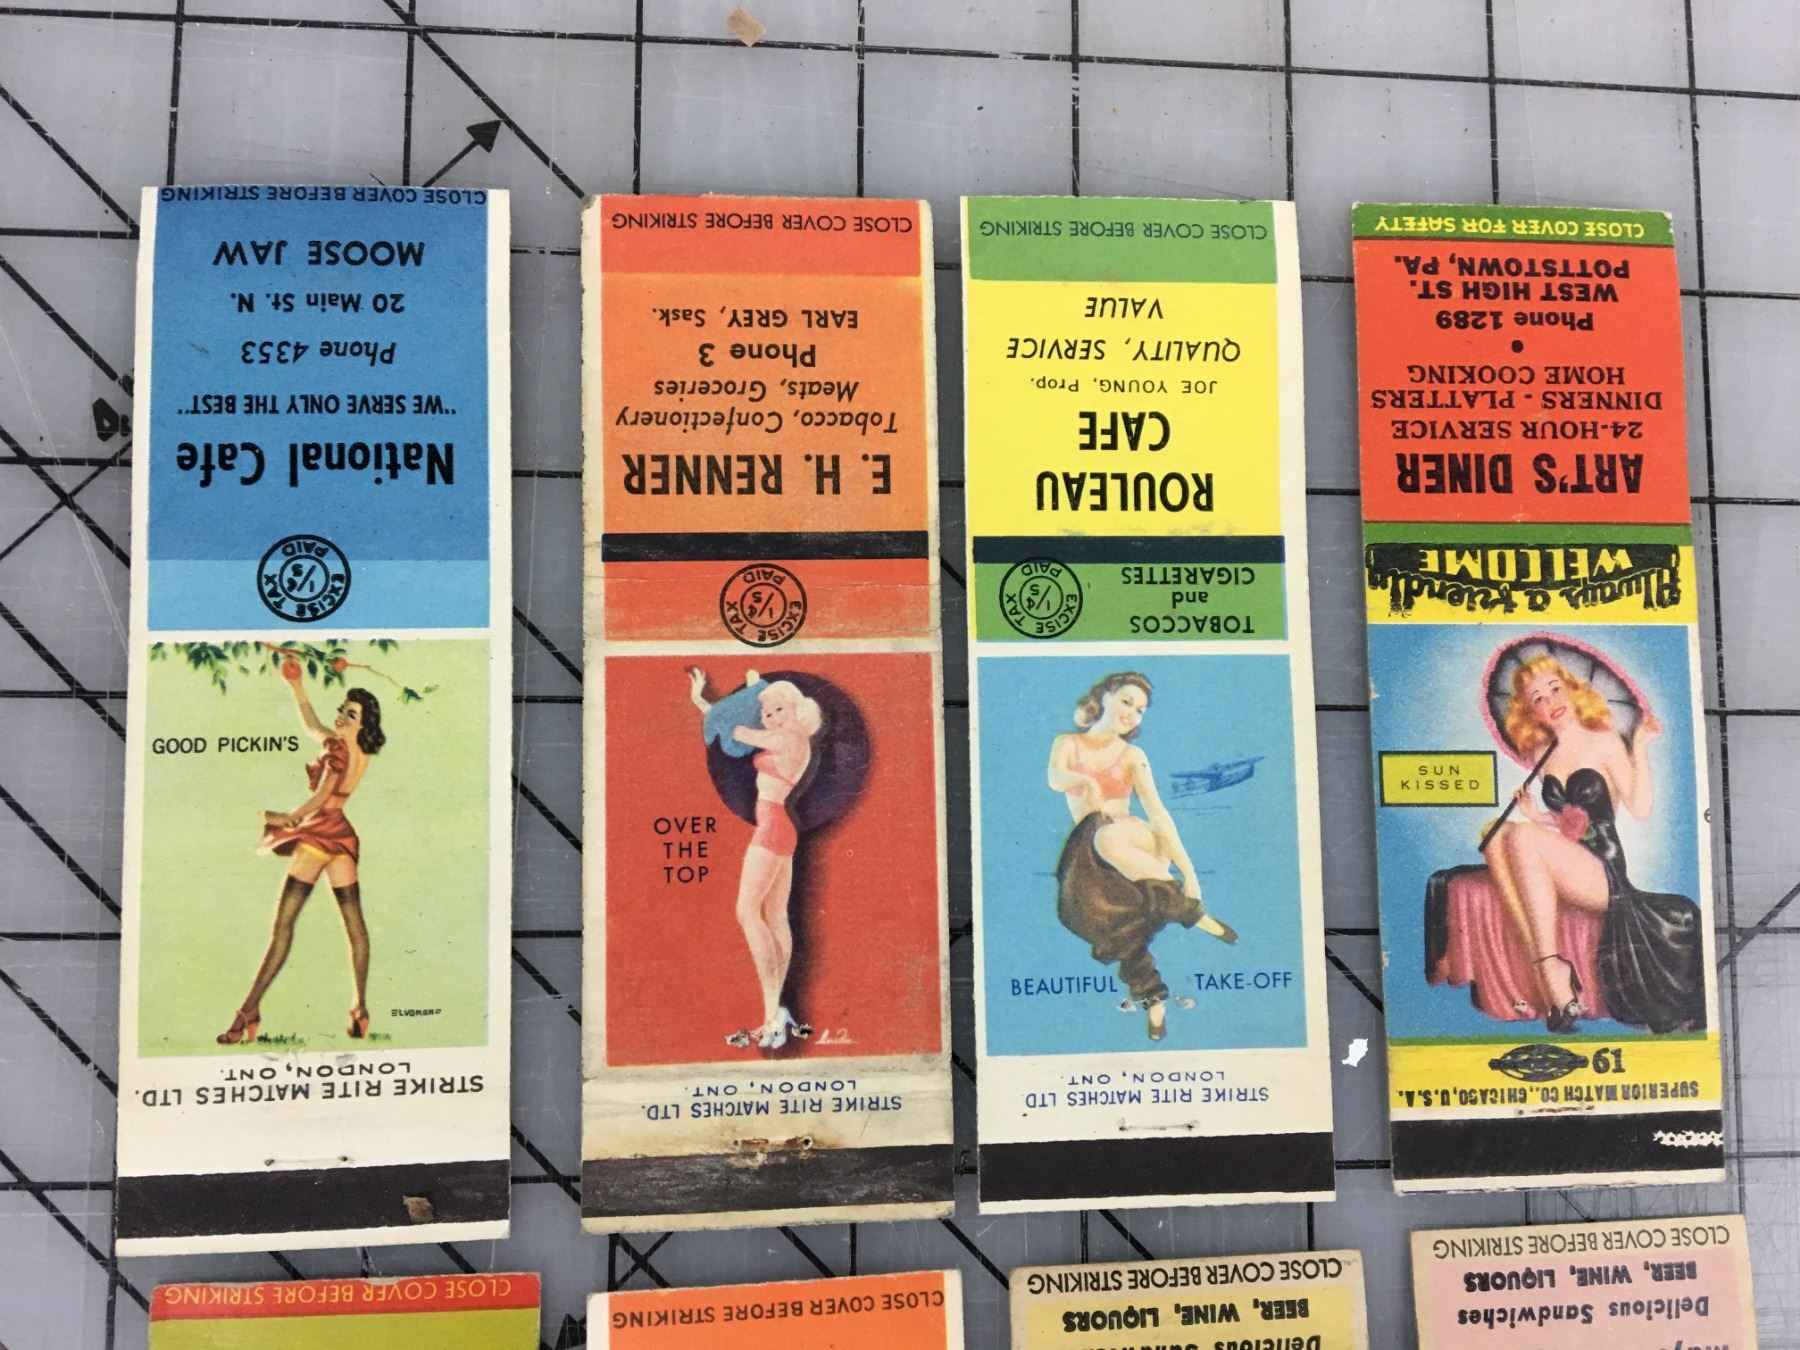 CLOSE COVER BEFORE STRIKING
MOOSE JAW
20 Main St. N.
Phone 4353
"WE SERVE ONLY THE BEST"
National Cafe
EXCISE TAX
1/5 ¢
PAID
GOOD PICKIN'S
ELVGREN
STRIKE RITE MATCHES LTD.
LONDON, ONT.
CLOSE COVER BEFORE STRIKING
E. H. RENNER
Tobacco, Confectionery
Meats, Groceries
Phone 3
EARL GREY, Sask.
EXCISE TAX
1/5 ¢
PAID
OVER
THE
TOP
STRIKE RITE MATCHES LTD.
LONDON, ONT.
CLOSE COVER BEFORE STRIKING
ROULEAU
CAFE
JOE YOUNG, Prop.
QUALITY, SERVICE
VALUE
TOBACCOS
and
CIGARETTES
EXCISE TAX
1/5 ¢
PAID
BEAUTIFUL TAKE-OFF
STRIKE RITE MATCHES LTD.
LONDON, ONT.
CLOSE COVER FOR SAFETY
ART'S DINER
24-HOUR SERVICE
DINNERS - PLATTERS
HOME COOKING
•
Phone 1289
WEST HIGH ST.
POTTSTOWN, PA.
Always a friendly
WELCOME
SUN
KISSED
61
SUPERIOR MATCH CO., CHICAGO, U.S.A.
CLOSE COVER BEFORE STRIKING
CLOSE COVER BEFORE STRIKING
CLOSE COVER BEFORE STRIKING
BEER, WINE, LIQUORS
Delicious Sandwiches
CLOSE COVER BEFORE STRIKING
BEER, WINE, LIQUORS
Delicious Sandwiches